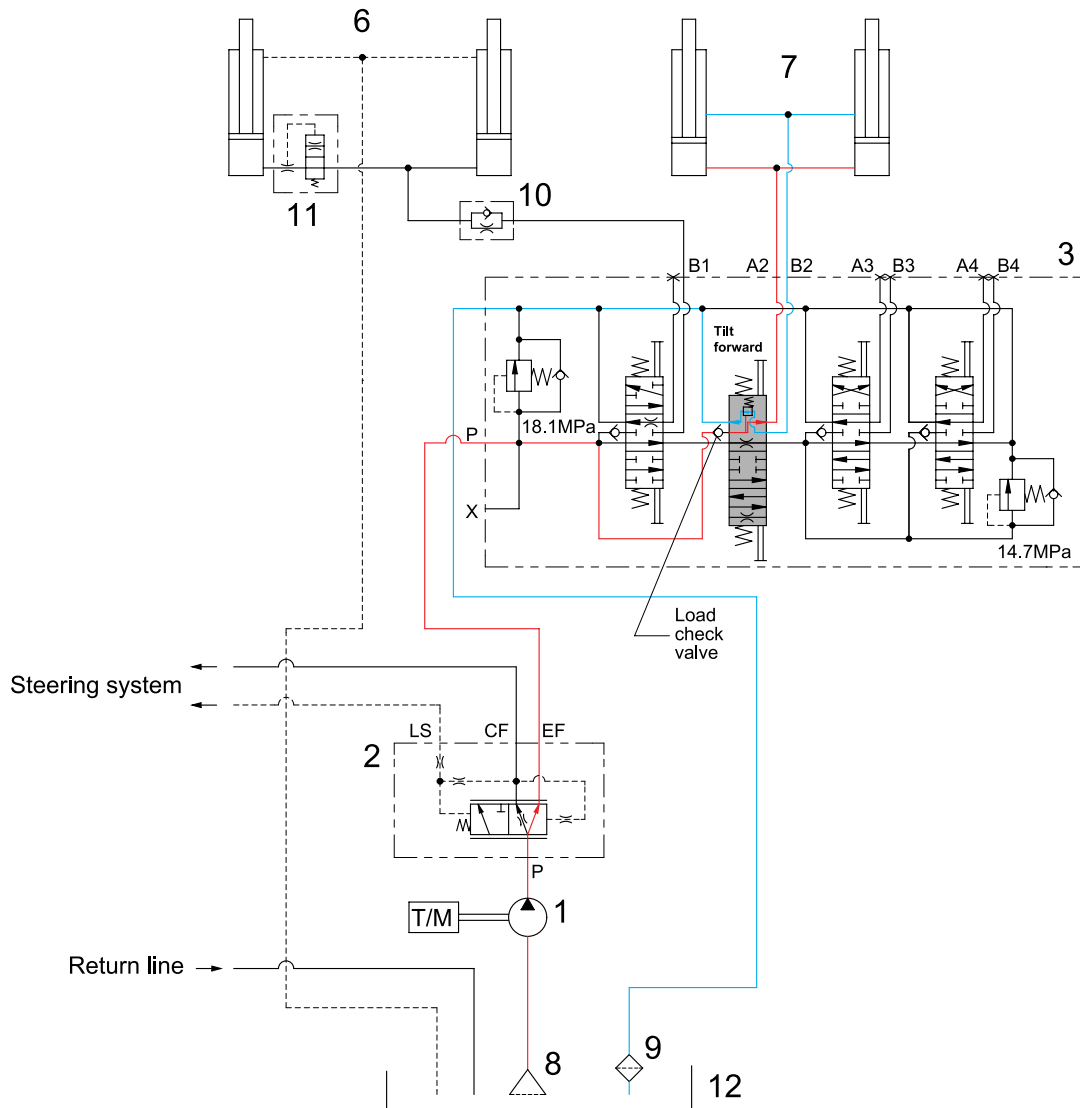 6
7
11
10
3
B1
A2
B2
A3
B3
A4
B4
Tilt
forward
18.1MPa
P
X
14.7MPa
Load
check
valve
Steering system
LS
CF
EF
2
P
T/M
1
Return line
8
9
12